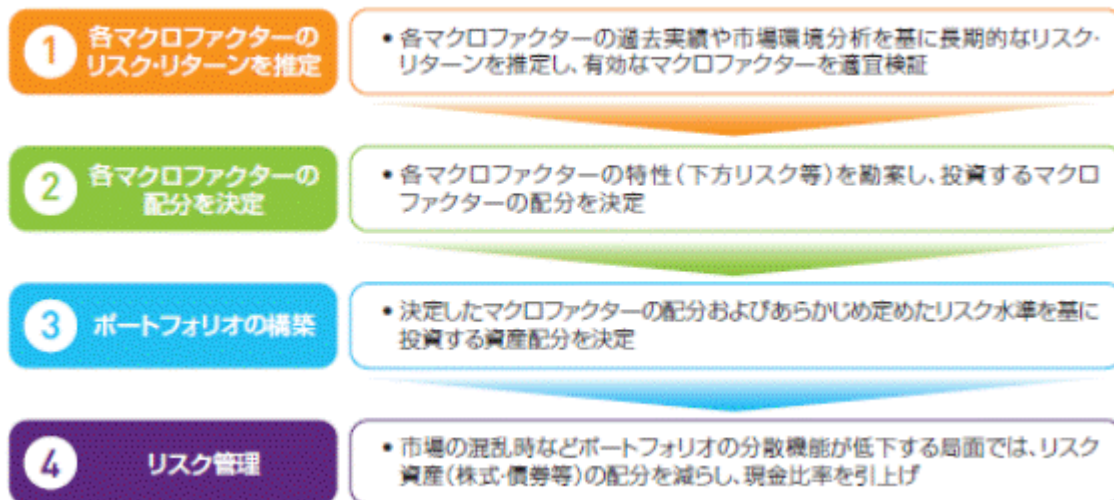 1
各マクロファクターの
リスク・リターンを推定
• 各マクロファクターの過去実績や市場環境分析を基に長期的なリスク・
リターンを推定し、有効なマクロファクターを適宜検証
2
各マクロファクターの
配分を決定
• 各マクロファクターの特性(下方リスク等)を勘案し、投資するマクロ
ファクターの配分を決定
3
ポートフォリオの構築
• 決定したマクロファクターの配分およびあらかじめ定めたリスク水準を基に
投資する資産配分を決定
4
リスク管理
• 市場の混乱時などポートフォリオの分散機能が低下する局面では、リスク
資産(株式・債券等)の配分を減らし、現金比率を引上げ